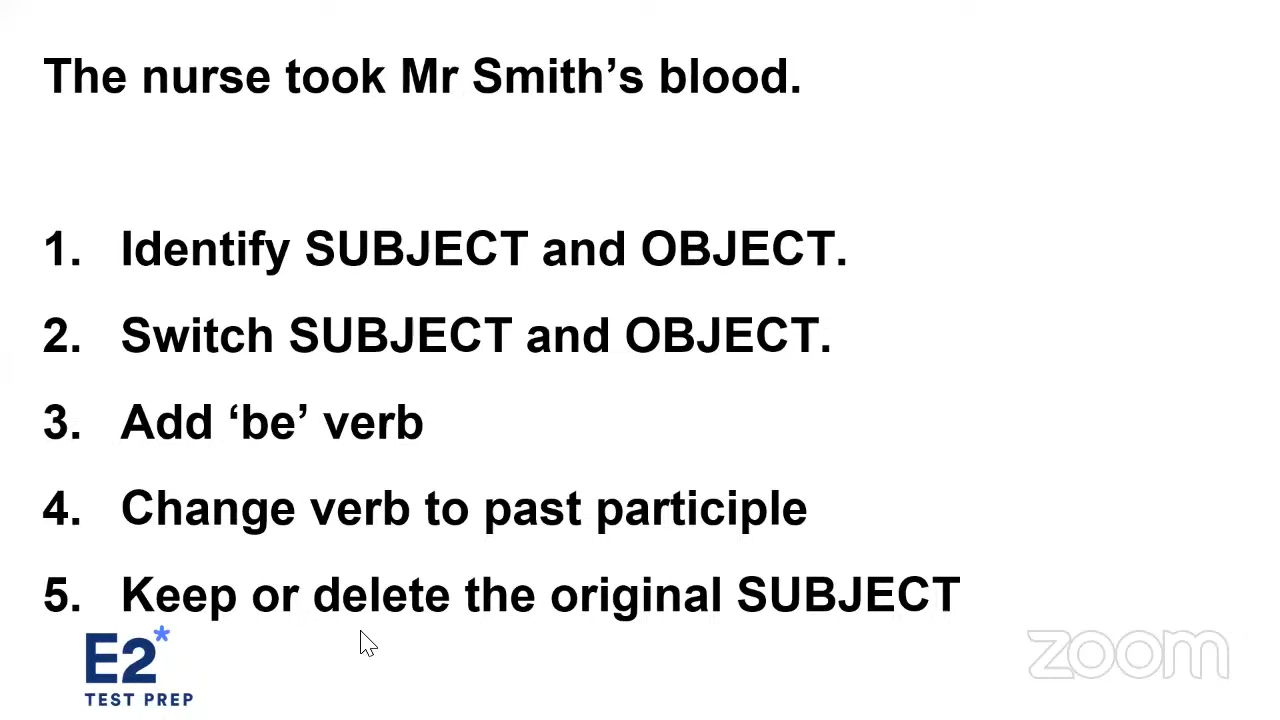 The nurse took Mr Smith’s blood.
1. Identify SUBJECT and OBJECT.
2. Switch SUBJECT and OBJECT.
3. Add ‘be’ verb
4. Change verb to past participle
5. Keep or delete the original SUBJECT
E2*
TEST PREP
zoom